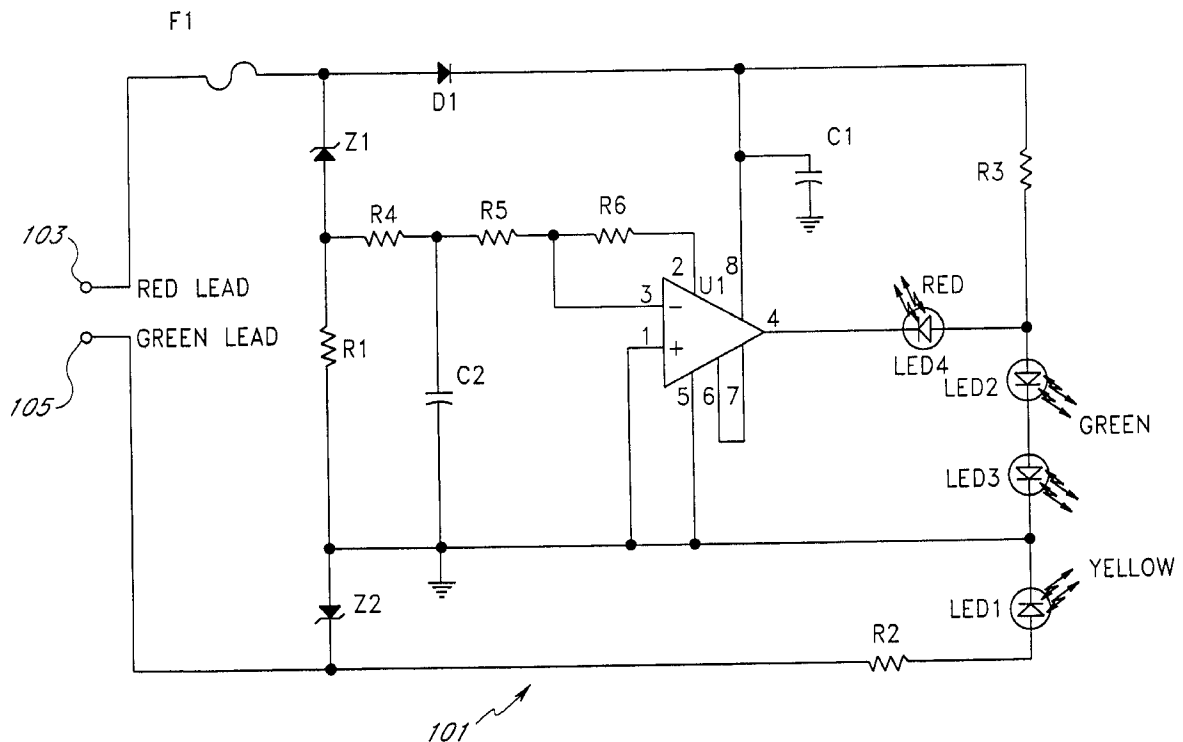 F1
D1
Z1
C1
R3
R4
R5
R6
103
2
U1
8
RED
RED LEAD
3
−
4
GREEN LEAD
1
+
R1
LED4
LED2
C2
5
6
7
105
GREEN
LED3
YELLOW
Z2
LED1
R2
101